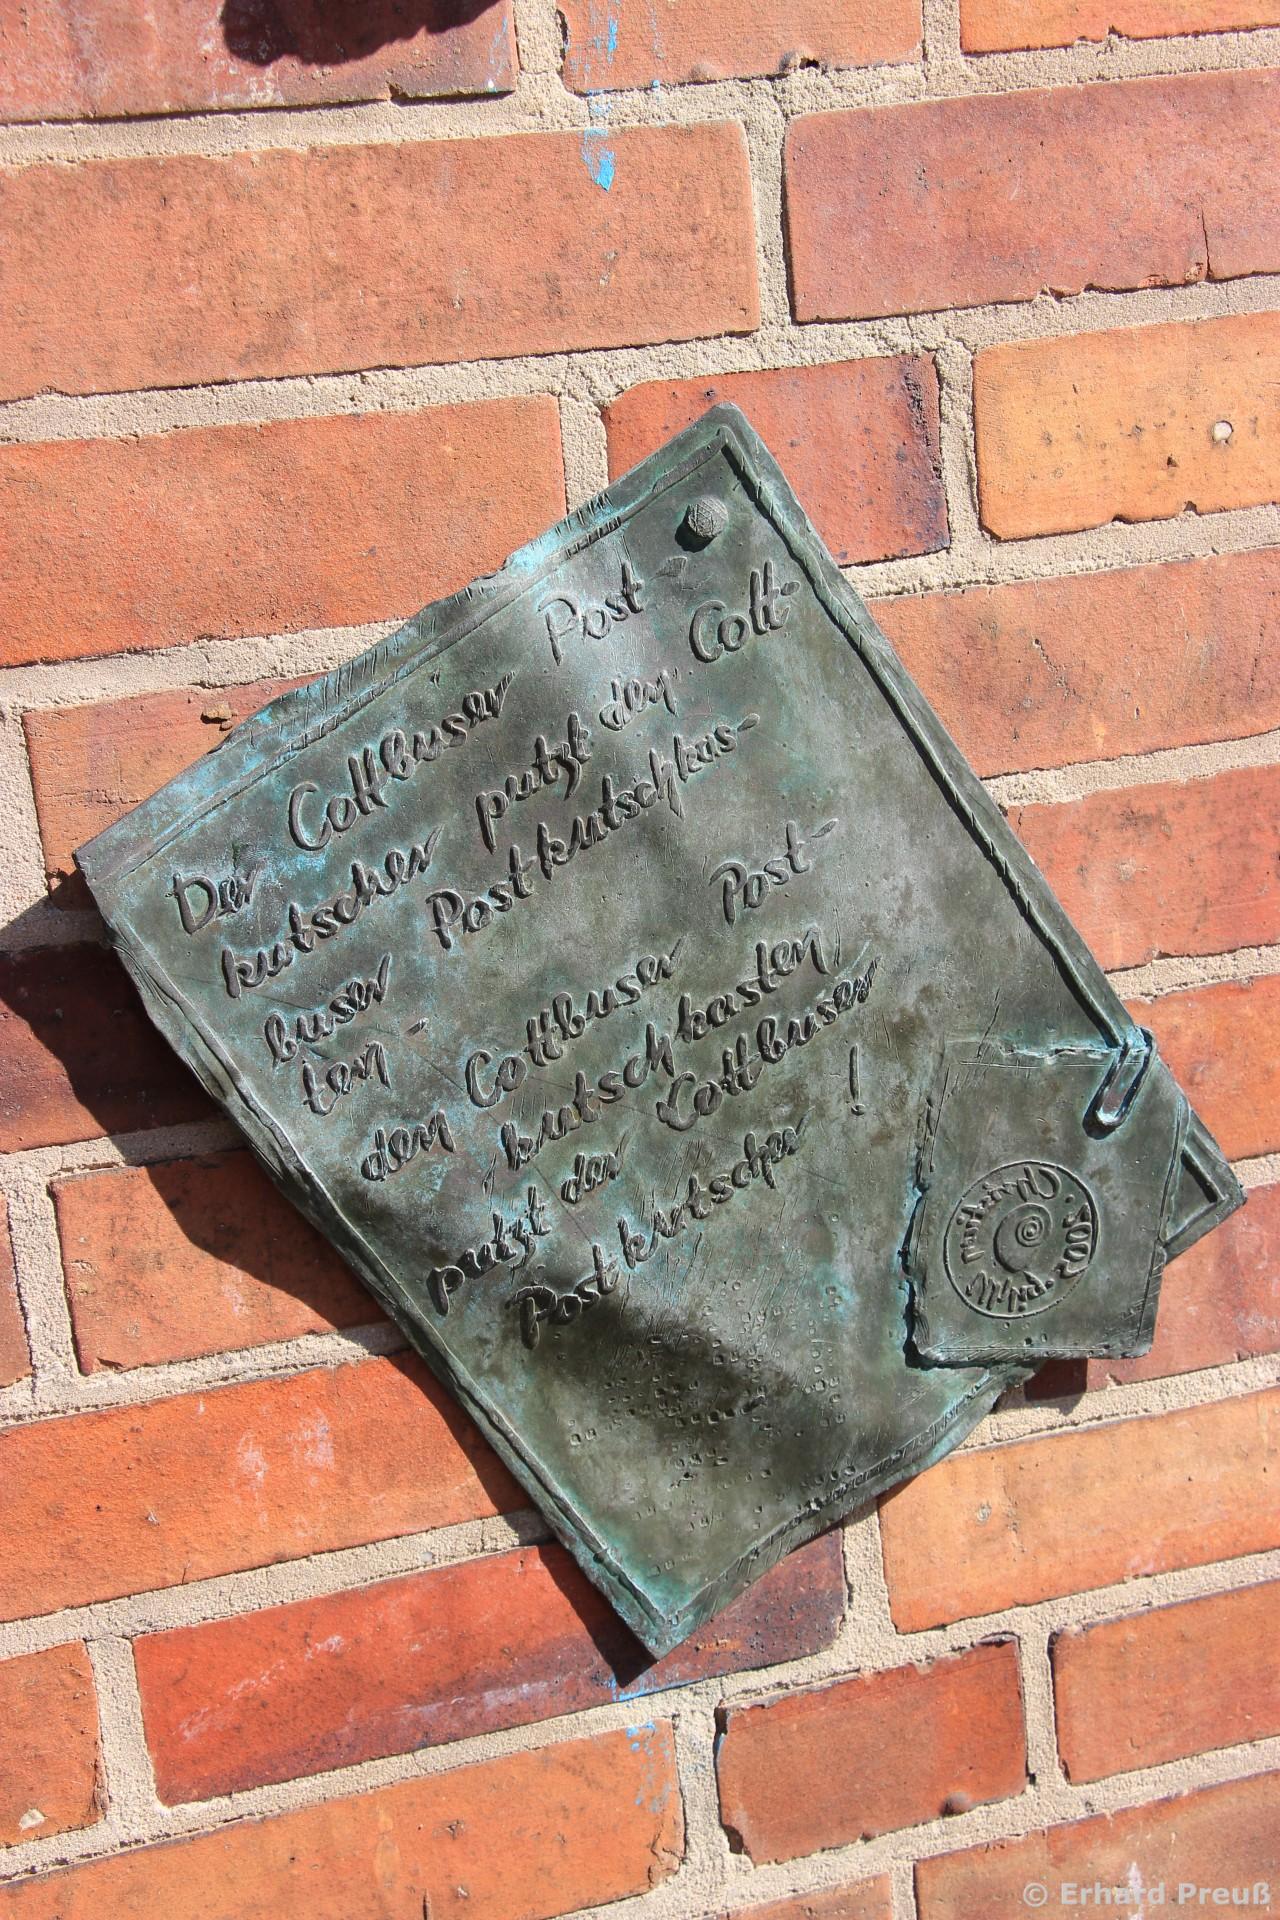 Der Cottbuser Post-
kutscher putzt den Cott-
buser Postkutschkas-
ten -
den Cottbuser Post-
kutschkasten
putzt der Cottbuser
Postkutscher !
2002
© Erhard Preuß